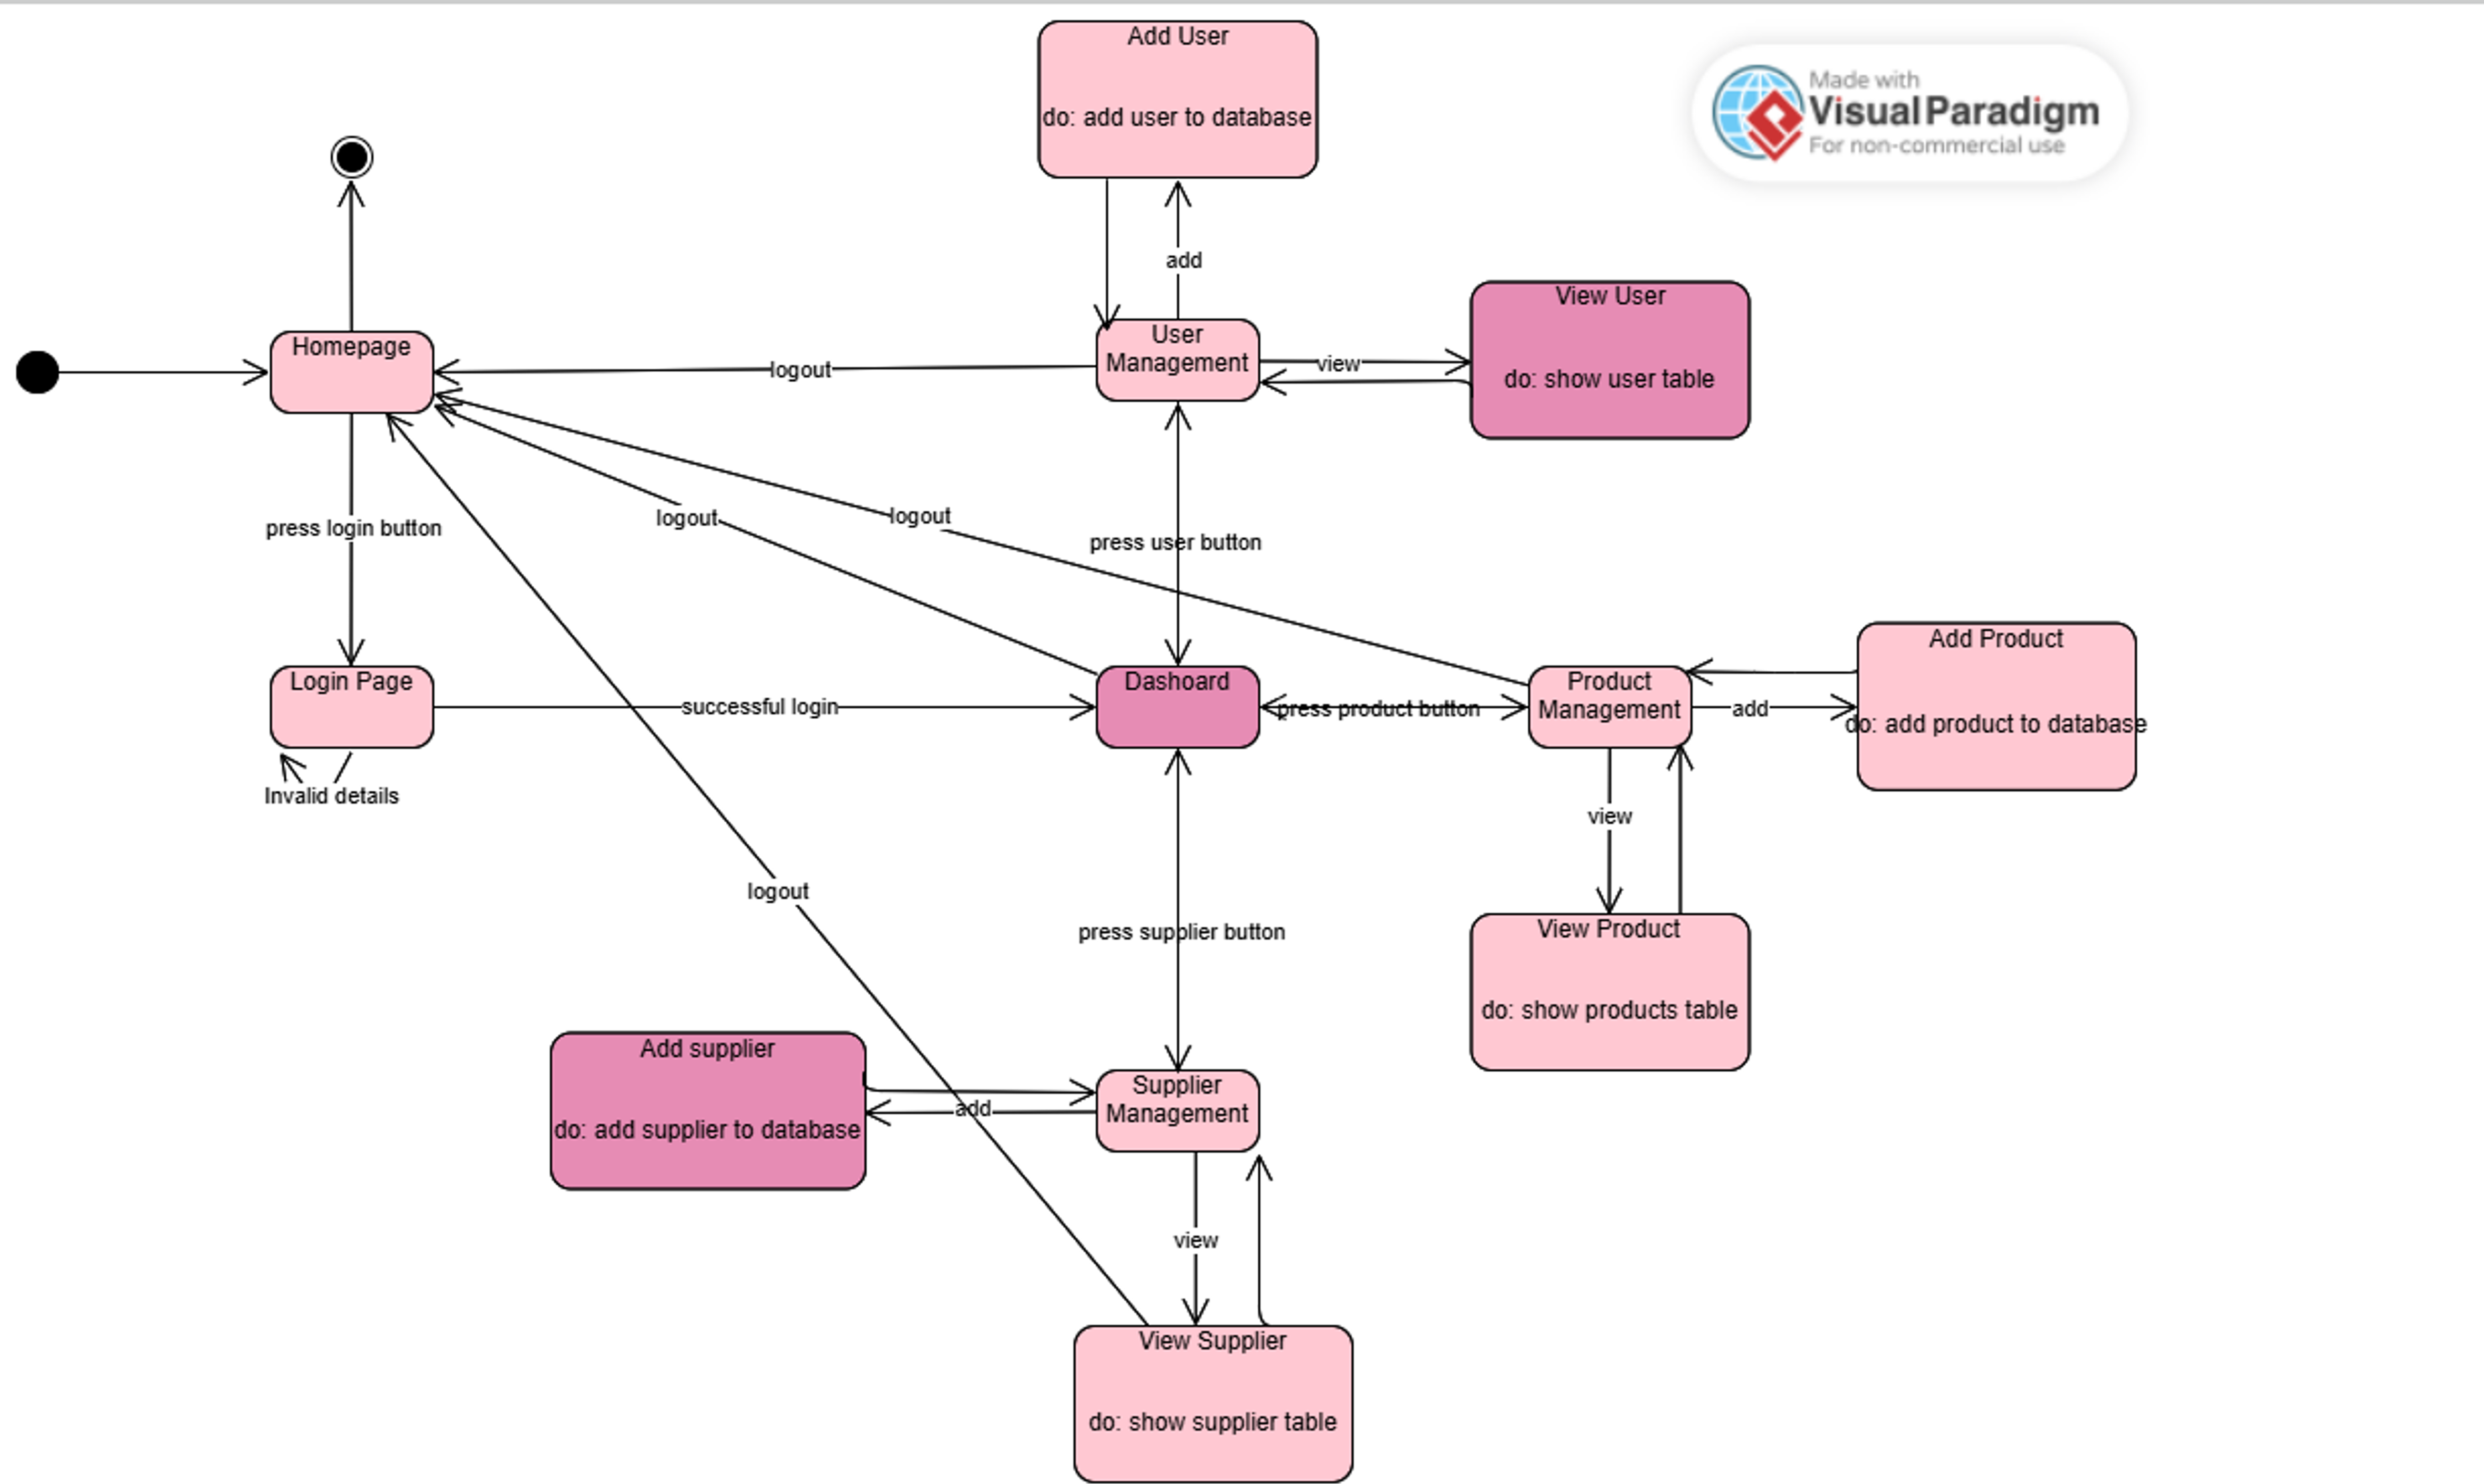 Add User
do: add user to database
Made with
Visual Paradigm
For non-commercial use
add
View User
do: show user table
Homepage
User
Management
view
logout
press login button
logout
logout
press user button
Add Product
do: add product to database
Login Page
successful login
Dashoard
press product button
Product
Management
add
Invalid details
view
logout
press supplier button
View Product
do: show products table
Add supplier
do: add supplier to database
add
Supplier
Management
view
View Supplier
do: show supplier table